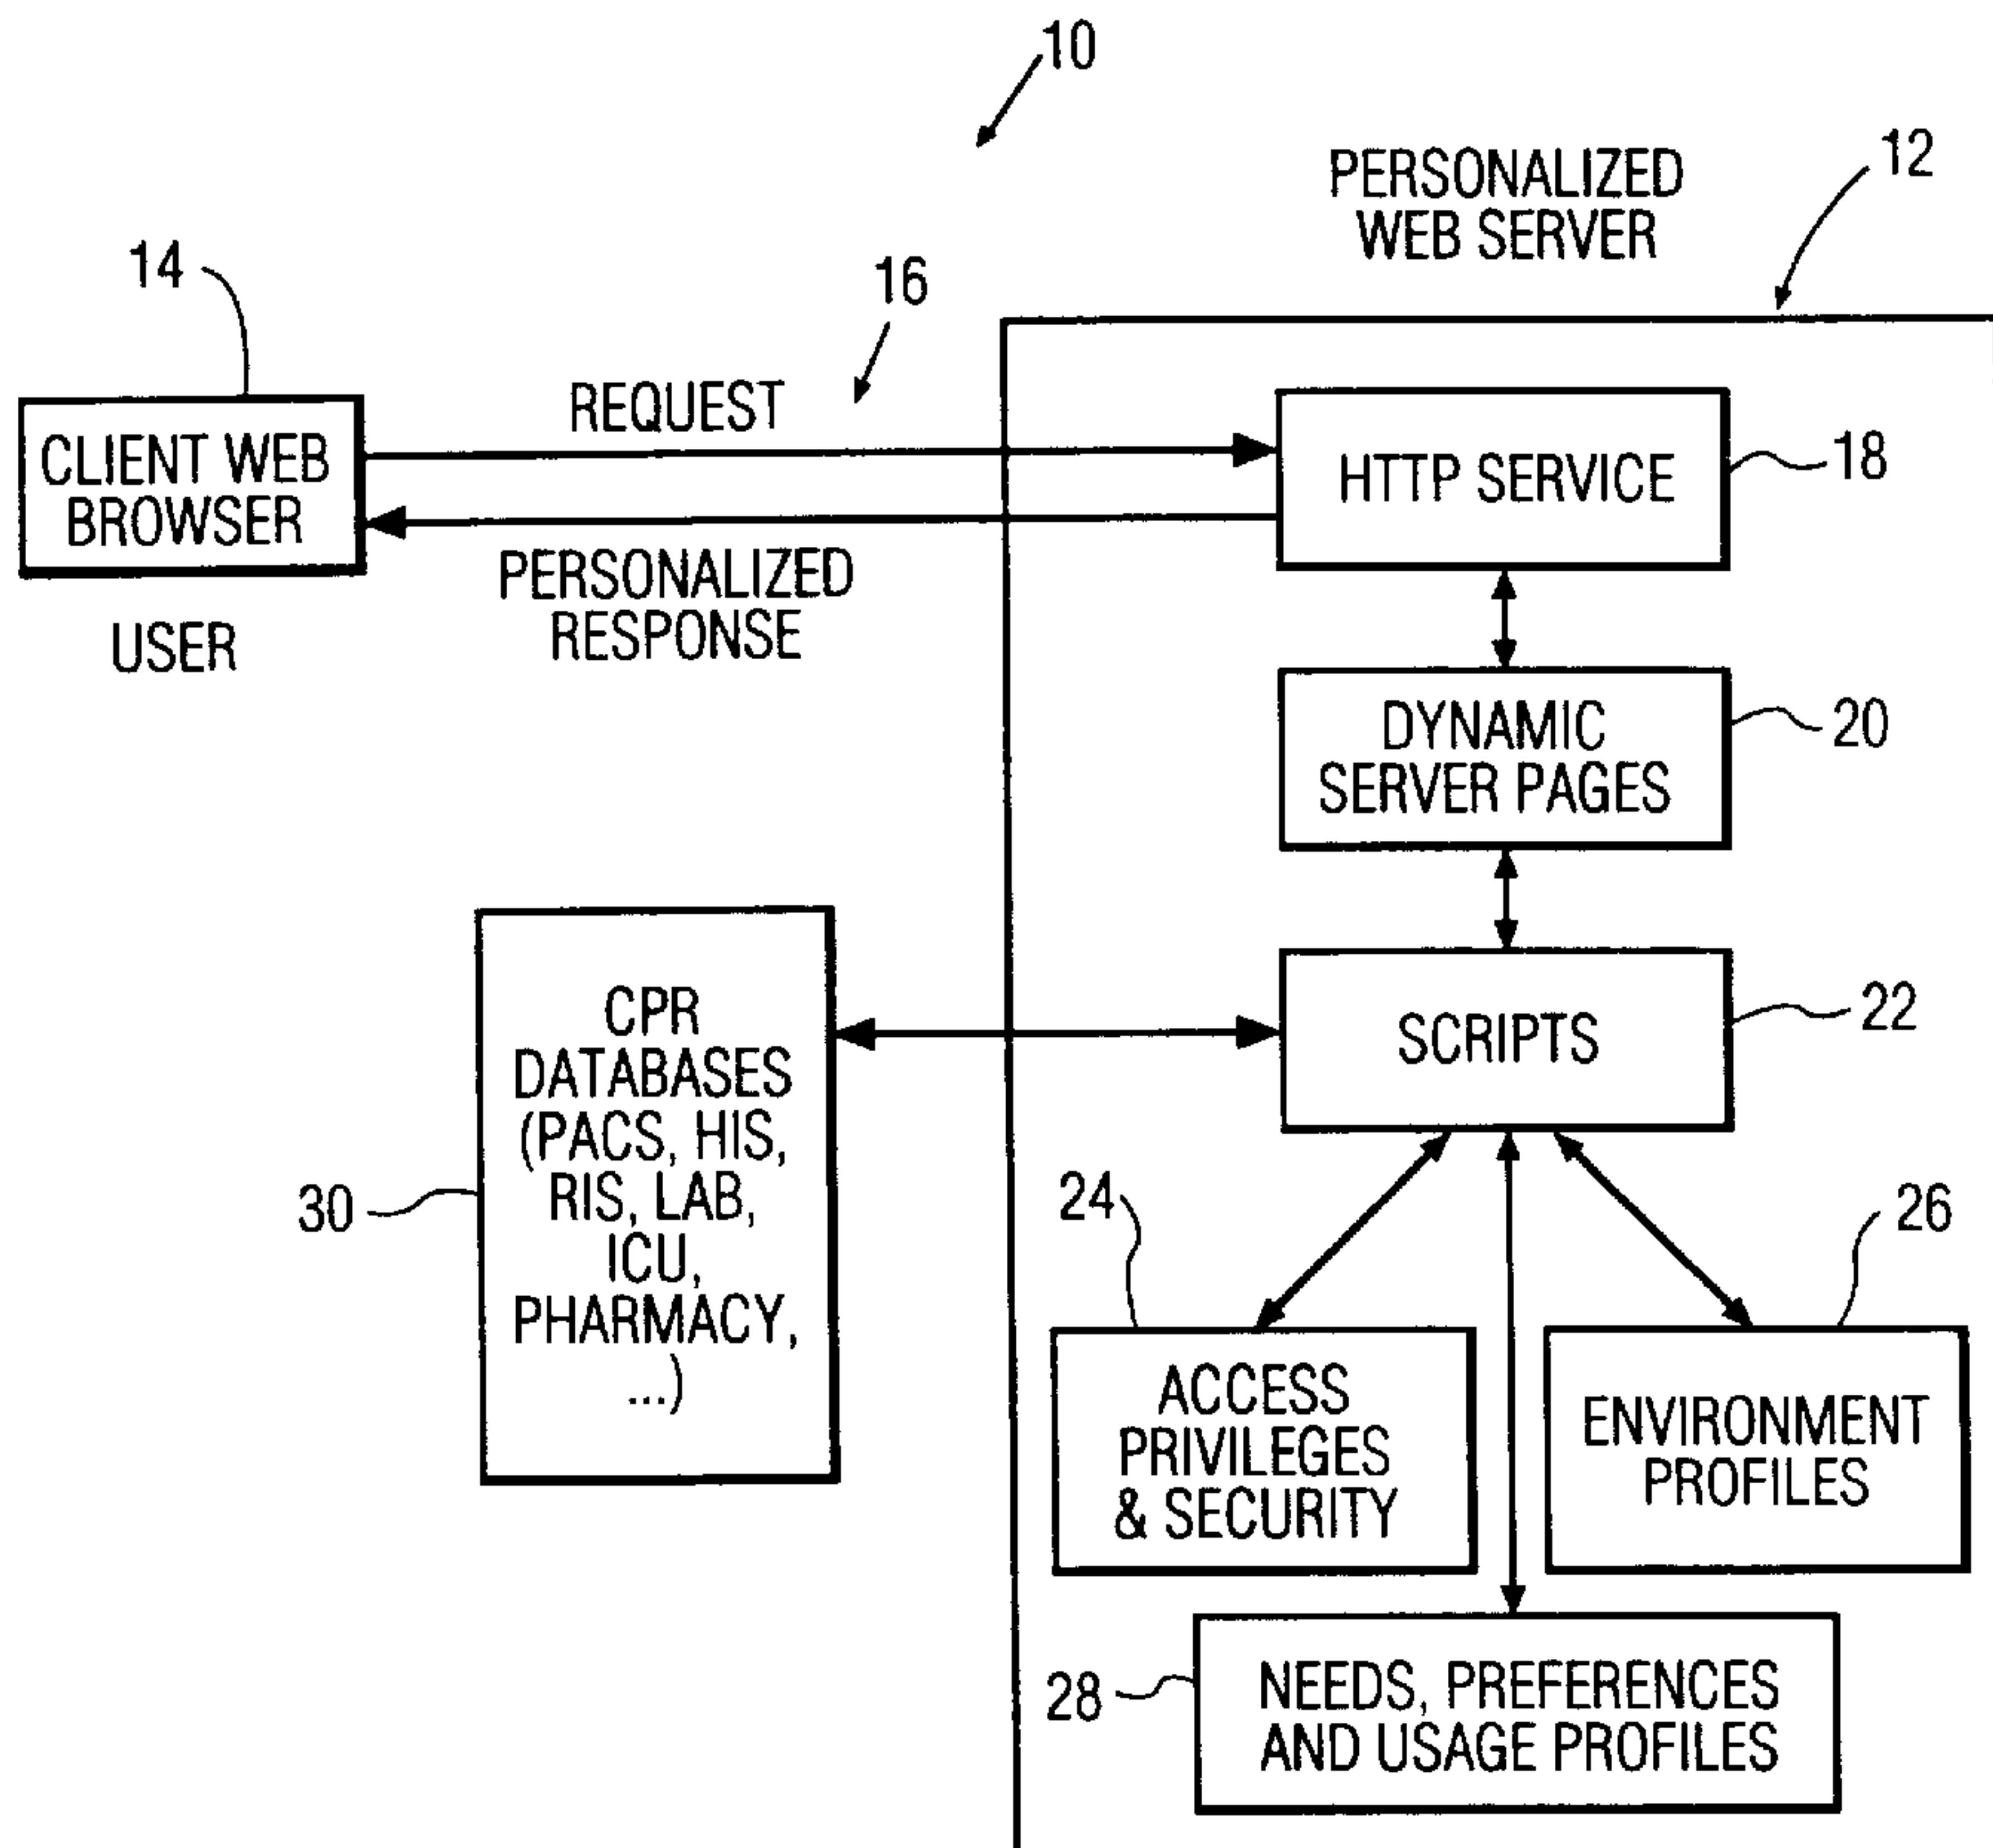 10
PERSONALIZED
WEB SERVER
12
14
16
REQUEST
CLIENT WEB
BROWSER
HTTP SERVICE
18
PERSONALIZED
RESPONSE
USER
DYNAMIC
SERVER PAGES
20
CPR
DATABASES
(PACS, HIS,
RIS, LAB,
ICU,
PHARMACY,
...)
30
SCRIPTS
22
24
26
ACCESS
PRIVILEGES
& SECURITY
ENVIRONMENT
PROFILES
28
NEEDS, PREFERENCES
AND USAGE PROFILES